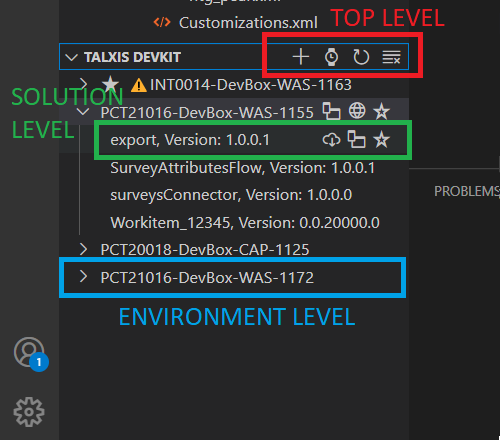 Customizations.xml
TOP LEVEL
TALXIS DEVKIT
INT0014-DevBox-WAS-1163
SOLUTION
LEVEL
PCT21016-DevBox-WAS-1155
export, Version: 1.0.0.1
SurveyAttributesFlow, Version: 1.0.0.1
surveysConnector, Version: 1.0.0.0
PROBLEMS
Workitem_12345, Version: 0.0.20000.0
PCT20018-DevBox-CAP-1125
PCT21016-DevBox-WAS-1172
ENVIRONMENT LEVEL
1